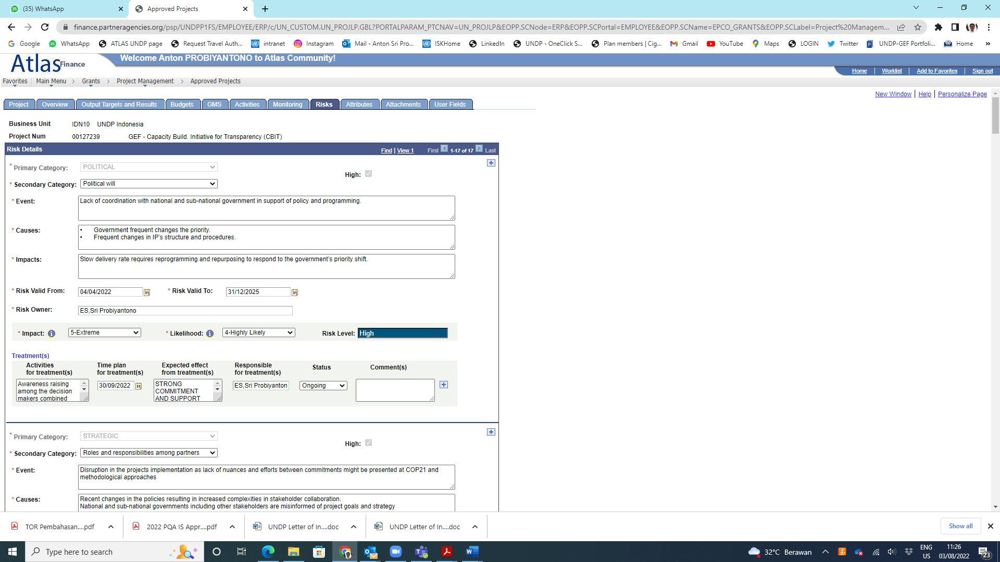 (35) WhatsApp
Approved Projects
finance.partneragencies.org/psp/UNDPP1FS/EMPLOYEE/ERP/c/UN_CUSTOM.UN_PROJLP.GBL?PORTALPARAM_PTCNAV=UN_PROJLP&EOPP.SCNode=ERP&EOPP.SCPortal=EMPLOYEE&EOPP.SCName=EPCO_GRANTS&EOPP.SCLabel=Project%20Managem...
Google WhatsApp ATLAS UNDP page Request Travel Auth... intranet Instagram Mail - Anton Sri Pro... ISKHome LinkedIn UNDP - OneClick S... Plan members | Cig... Gmail YouTube Maps LOGIN Twitter UNDP-GEF Portfoli... Home »
Atlas Finance
Welcome Anton PROBIYANTONO to Atlas Community!
Home Worklist Add to Favorites Sign out
Favorites Main Menu > Grants > Project Management > Approved Projects
New Window | Help | Personalize Page
Project Overview Output Targets and Results Budgets GMS Activities Monitoring Risks Attributes Attachments User Fields
Business Unit IDN10 UNDP Indonesia
Project Num 00127239 GEF - Capacity Build. Initiative for Transparency (CBIT)
Risk Details Find | View 1 First 1-17 of 17 Last
* Primary Category: POLITICAL
High:
* Secondary Category: Political will
* Event: Lack of coordination with national and sub-national government in support of policy and programming.
* Causes: • Government frequent changes the priority.
• Frequent changes in IP's structure and procedures.
* Impacts: Slow delivery rate requires reprogramming and repurposing to respond to the government's priority shift.
* Risk Valid From: 04/04/2022 * Risk Valid To: 31/12/2025
* Risk Owner: ES,Sri Probiyantono
* Impact: 5-Extreme * Likelihood: 4-Highly Likely Risk Level: High
Treatment(s)
Activities for treatment(s) Time plan for treatment(s) Expected effect from treatment(s) Responsible for treatment(s) Status Comment(s)
Awareness raising among the decision makers combined
30/09/2022
STRONG COMMITMENT AND SUPPORT
ES,Sri Probiyanton
Ongoing
* Primary Category: STRATEGIC
High:
* Secondary Category: Roles and responsibilities among partners
* Event: Disruption in the projects implementation as lack of nuances and efforts between commitments might be presented at COP21 and
methodological approaches
* Causes: Recent changes in the policies resulting in increased complexities in stakeholder collaboration.
National and sub-national governments including other stakeholders are misinformed of project goals and strategy
TOR Pembahasan....pdf 2022 PQA IS Appr....pdf UNDP Letter of In....doc UNDP Letter of In....doc Show all
Type here to search
32°C Berawan
ENG
US
11:26
03/08/2022
23